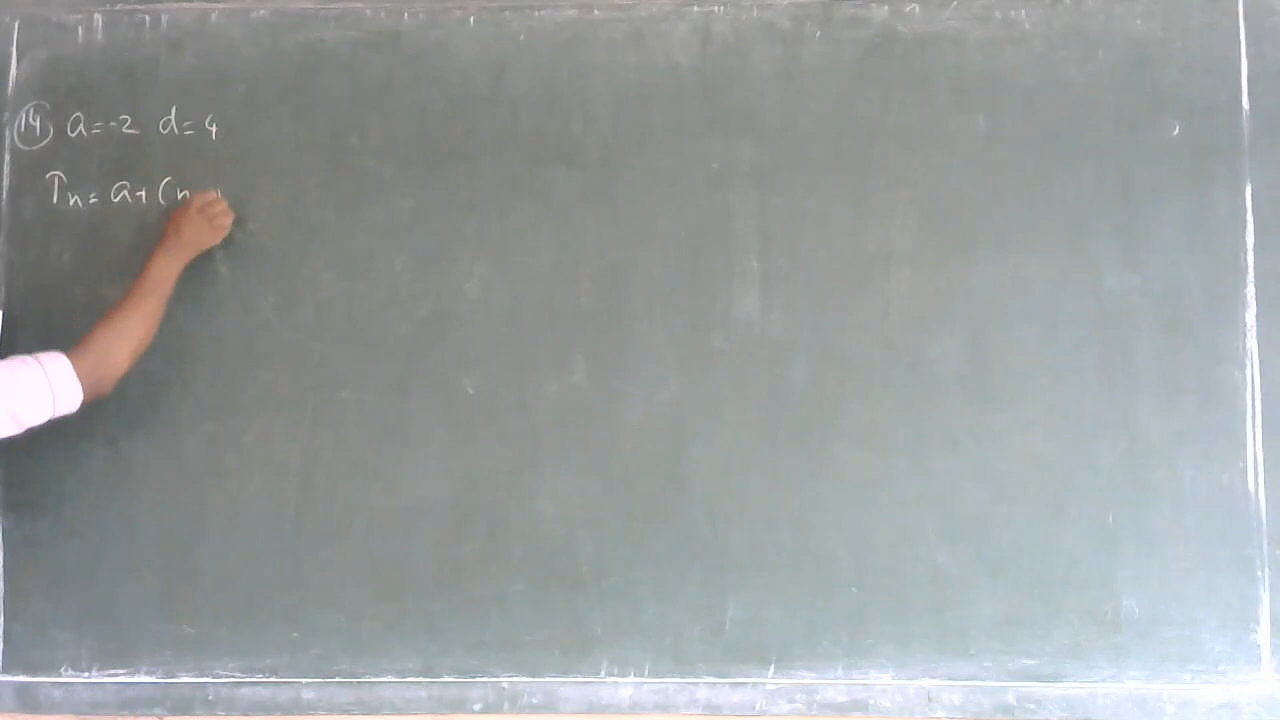 (14) a=-2 d=4
Tn= a+(n